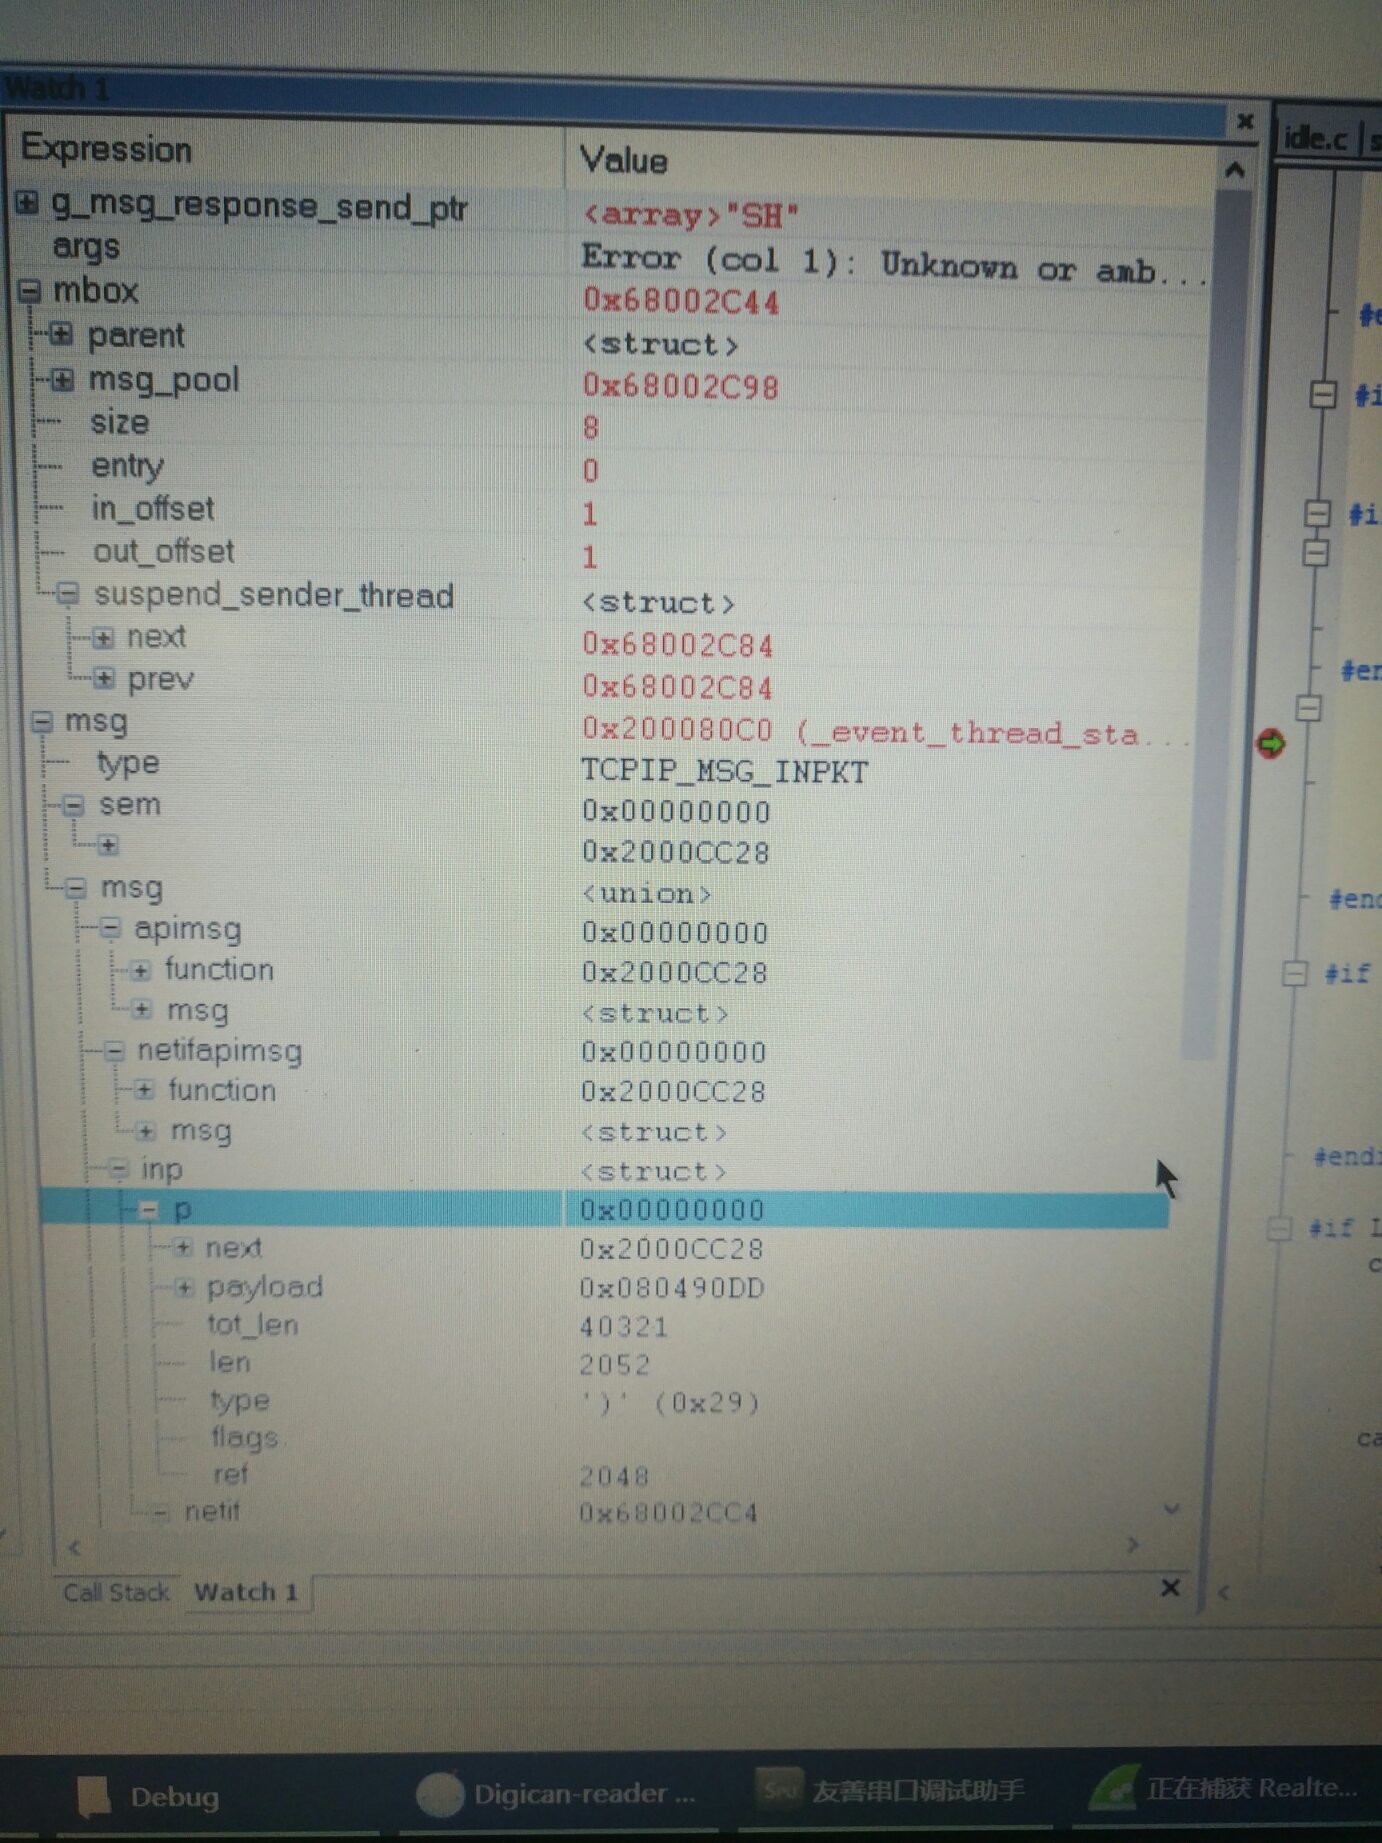 Watch 1
Expression Value
g_msg_response_send_ptr <array>"SH"
args Error (col 1): Unknown or amb...
mbox 0x68002C44
parent <struct>
msg_pool 0x68002C98
size 8
entry 0
in_offset 1
out_offset 1
suspend_sender_thread <struct>
next 0x68002C84
prev 0x68002C84
msg 0x200080C0 (_event_thread_sta...
type TCPIP_MSG_INPKT
sem 0x00000000
0x2000CC28
msg <union>
apimsg 0x00000000
function 0x2000CC28
msg <struct>
netifapimsg 0x00000000
function 0x2000CC28
msg <struct>
inp <struct>
p 0x00000000
next 0x2000CC28
payload 0x080490DD
tot_len 40321
len 2052
type ')' (0x29)
flags
ref 2048
netif 0x68002CC4
Call Stack Watch 1
idle.c
#i
#i
#en
#end
#if
#endi
#if L
c
ca
Debug
Digican-reader ...
友善串口调试助手
正在捕获 Realte...